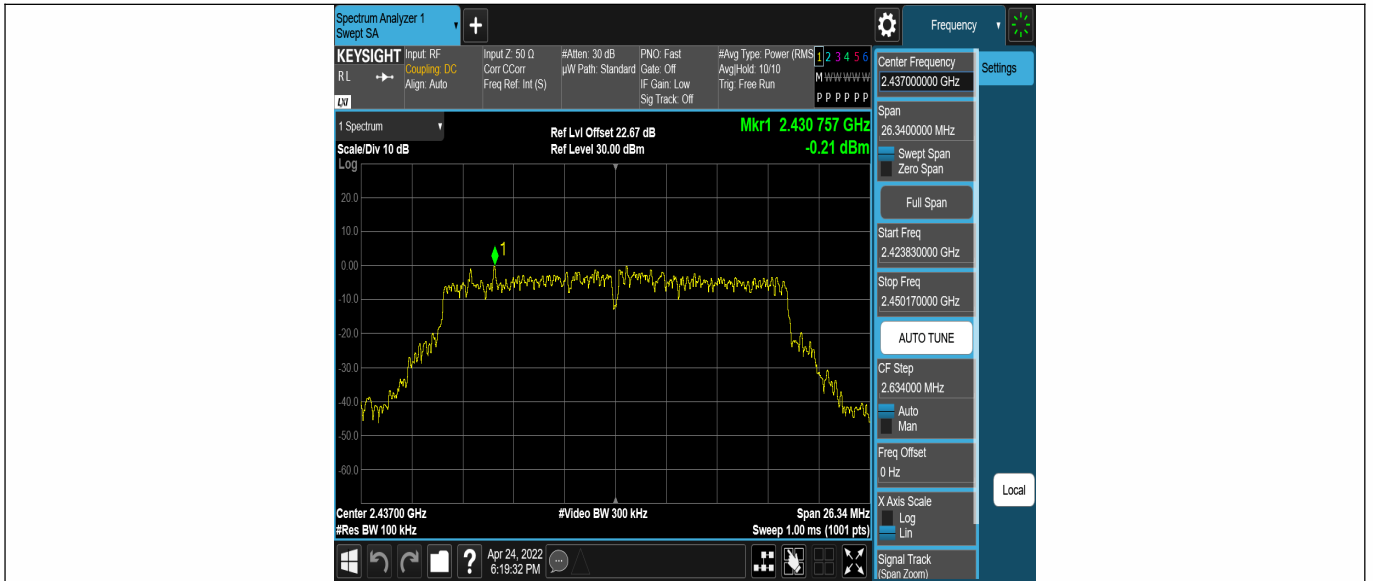 Spectrum Analyzer 1
Swept SA
Frequency
KEYSIGHT
R L
LXI
Input: RF
Coupling: DC
Align: Auto
Input Z: 50 Ω
Corr CCorr
Freq Ref: Int (S)
#Atten: 30 dB
µW Path: Standard
PNO: Fast
Gate: Off
IF Gain: Low
Sig Track: Off
#Avg Type: Power (RMS
Avg|Hold: 10/10
Trig: Free Run
1 2 3 4 5 6
M W W W W W
P P P P P P
1 Spectrum
Scale/Div 10 dB
Ref Lvl Offset 22.67 dB
Ref Level 30.00 dBm
Mkr1 2.430 757 GHz
-0.21 dBm
Log
20.0
10.0
0.00
-10.0
-20.0
-30.0
-40.0
-50.0
-60.0
1
Center 2.43700 GHz
#Res BW 100 kHz
#Video BW 300 kHz
Span 26.34 MHz
Sweep 1.00 ms (1001 pts)
?
Apr 24, 2022
6:19:32 PM
Center Frequency
2.437000000 GHz
Span
26.3400000 MHz
Swept Span
Zero Span
Full Span
Start Freq
2.423830000 GHz
Stop Freq
2.450170000 GHz
AUTO TUNE
CF Step
2.634000 MHz
Auto
Man
Freq Offset
0 Hz
X Axis Scale
Log
Lin
Signal Track
(Span Zoom)
Settings
Local